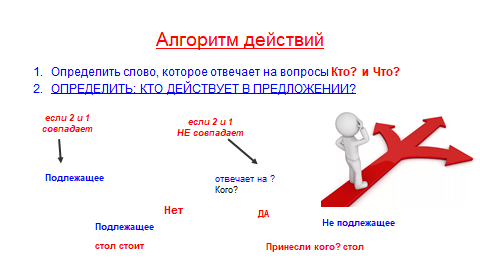 Алгоритм действий
1. Определить слово, которое отвечает на вопросы Кто? и Что?
2. ОПРЕДЕЛИТЬ: КТО ДЕЙСТВУЕТ В ПРЕДЛОЖЕНИИ?
если 2 и 1
совпадает
если 2 и 1
НЕ совпадает
Подлежащее
отвечает на ?
Кого?
Нет
ДА
Подлежащее
Не подлежащее
стол стоит
Принесли кого? стол